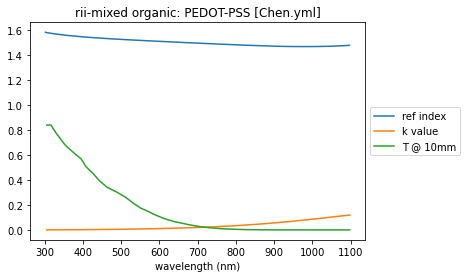 rii-mixed organic: PEDOT-PSS [Chen.yml]
1.6
1.4
1.2
1.0
0.8
0.6
0.4
0.2
0.0
ref index
k value
T @ 10mm
300 400 500 600 700 800 900 1000 1100
wavelength (nm)